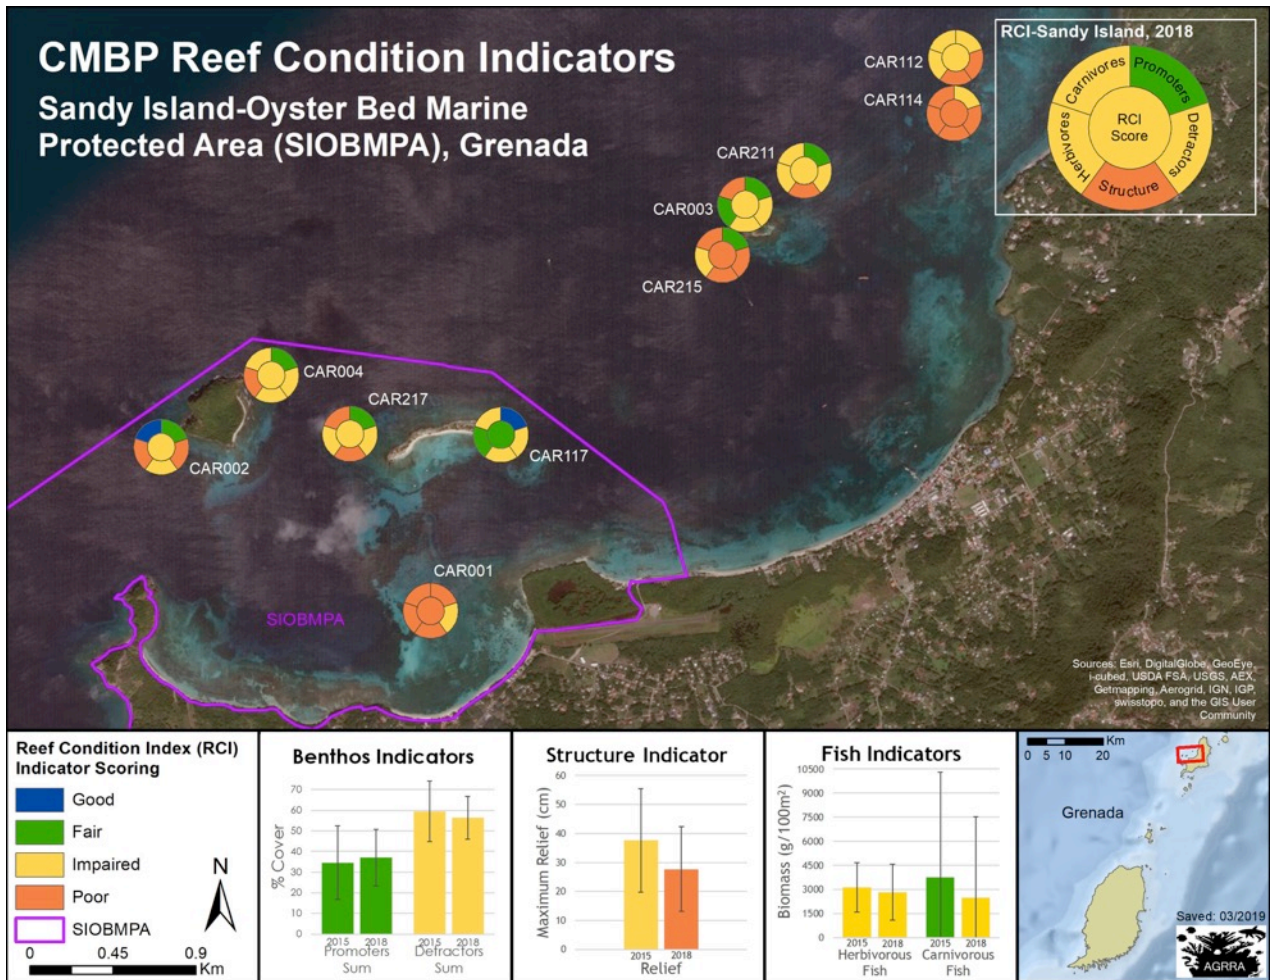 CMBP Reef Condition Indicators
Sandy Island-Oyster Bed Marine
Protected Area (SIOBMPA), Grenada
RCI-Sandy Island, 2018
Carnivores
Promoters
Detractors
Structure
Herbivores
RCI
Score
CAR112
CAR114
CAR211
CAR003
CAR215
CAR004
CAR217
CAR002
CAR117
CAR001
SIOBMPA
Sources: Esri, DigitalGlobe, GeoEye,
i-cubed, USDA FSA, USGS, AEX,
Getmapping, Aerogrid, IGN, IGP,
swisstopo, and the GIS User
Community
Reef Condition Index (RCI)
Indicator Scoring
Good
Fair
Impaired
Poor
SIOBMPA
N
0 0.45 0.9
Km
Benthos Indicators
% Cover
70
60
50
40
30
20
10
0
2015 2018 2015 2018
Promoters Detractors
Sum Sum
Structure Indicator
Maximum Relief (cm)
60
50
40
30
20
10
0
2015 2018
Relief
Fish Indicators
Biomass (g/100m²)
10500
9000
7500
6000
4500
3000
1500
0
2015 2018 2015 2018
Herbivorous Carnivorous
Fish Fish
Km
0 5 10 20
Grenada
Saved: 03/2019
AGRRA